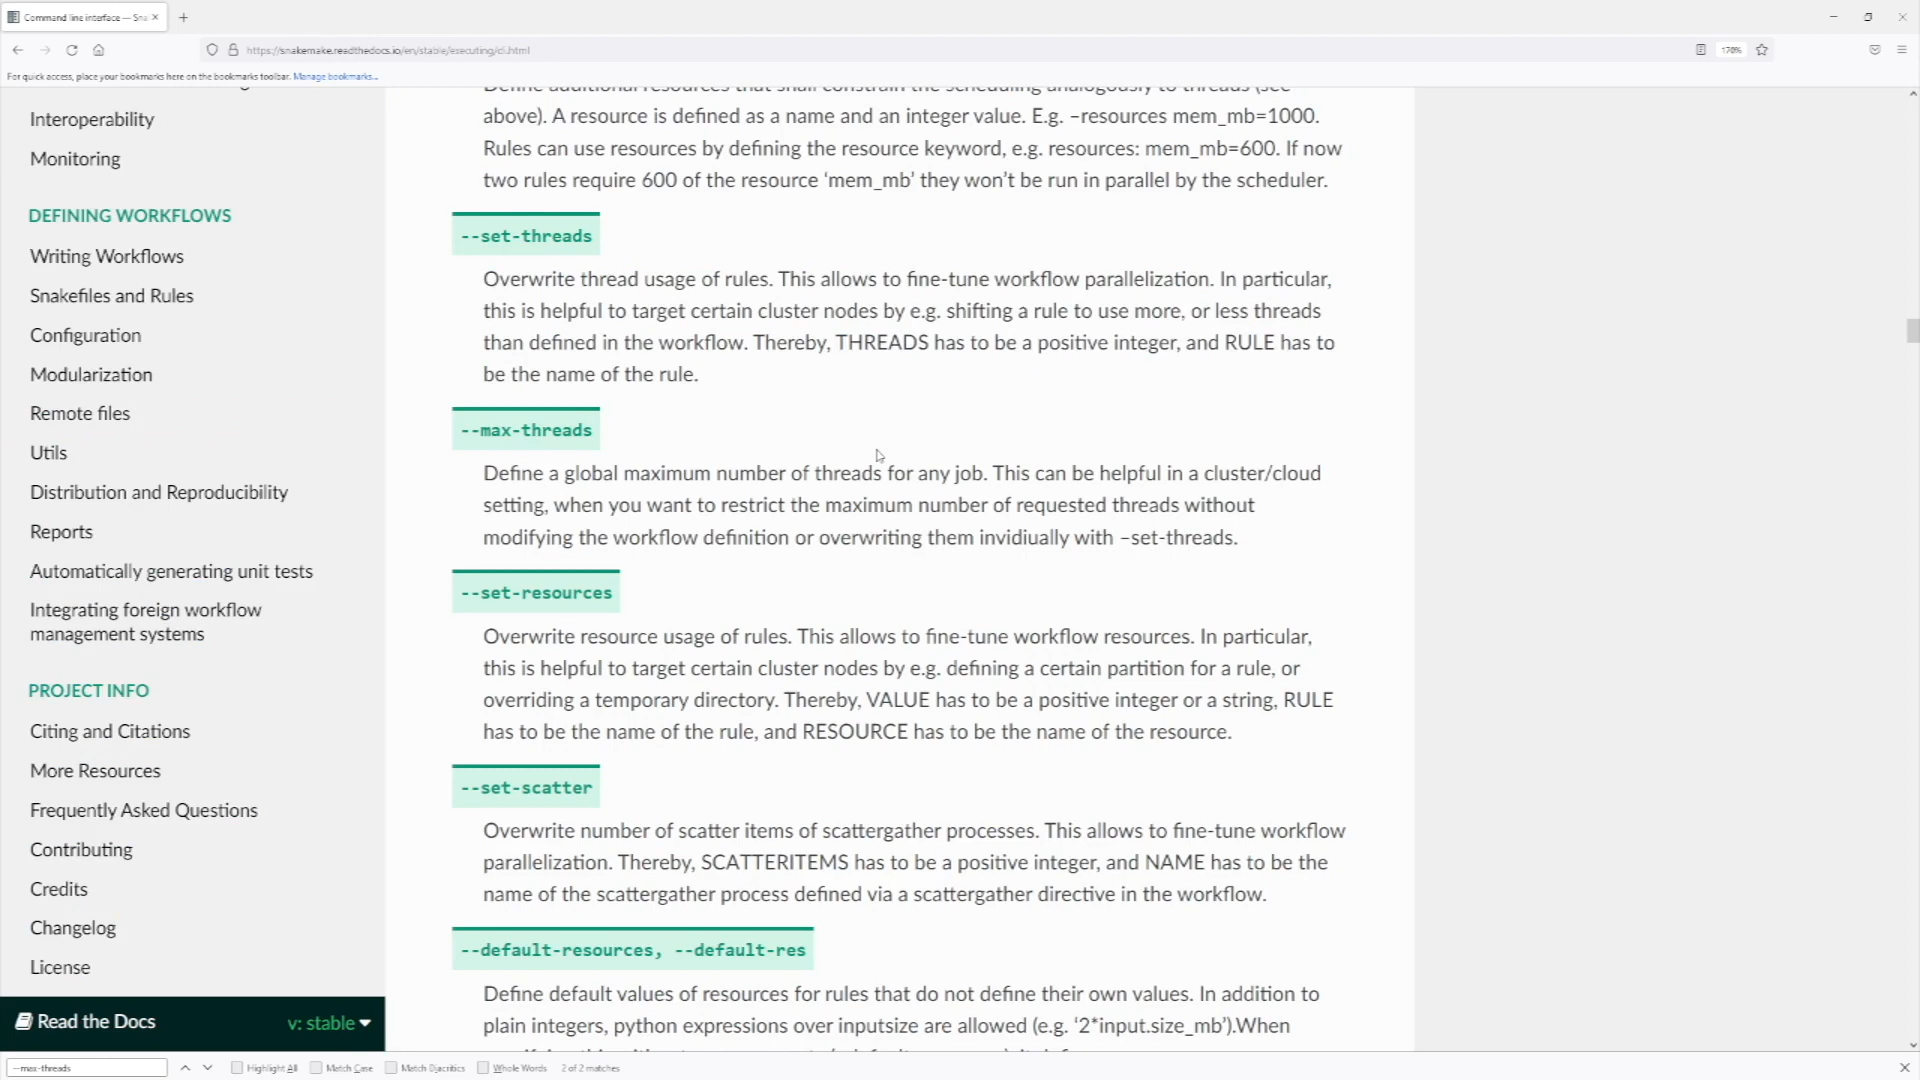 Command line interface — Sna
https://snakemake.readthedocs.io/en/stable/executing/cli.html
170%
For quick access, place your bookmarks here on the bookmarks toolbar. Manage bookmarks...
Interoperability
Monitoring
DEFINING WORKFLOWS
Writing Workflows
Snakefiles and Rules
Configuration
Modularization
Remote files
Utils
Distribution and Reproducibility
Reports
Automatically generating unit tests
Integrating foreign workflow
management systems
PROJECT INFO
Citing and Citations
More Resources
Frequently Asked Questions
Contributing
Credits
Changelog
License
Read the Docs
v: stable
Define additional resources that shall constrain the scheduling analogously to threads (see
above). A resource is defined as a name and an integer value. E.g. –resources mem_mb=1000.
Rules can use resources by defining the resource keyword, e.g. resources: mem_mb=600. If now
two rules require 600 of the resource ‘mem_mb’ they won’t be run in parallel by the scheduler.
--set-threads
Overwrite thread usage of rules. This allows to fine-tune workflow parallelization. In particular,
this is helpful to target certain cluster nodes by e.g. shifting a rule to use more, or less threads
than defined in the workflow. Thereby, THREADS has to be a positive integer, and RULE has to
be the name of the rule.
--max-threads
Define a global maximum number of threads for any job. This can be helpful in a cluster/cloud
setting, when you want to restrict the maximum number of requested threads without
modifying the workflow definition or overwriting them invidiually with –set-threads.
--set-resources
Overwrite resource usage of rules. This allows to fine-tune workflow resources. In particular,
this is helpful to target certain cluster nodes by e.g. defining a certain partition for a rule, or
overriding a temporary directory. Thereby, VALUE has to be a positive integer or a string, RULE
has to be the name of the rule, and RESOURCE has to be the name of the resource.
--set-scatter
Overwrite number of scatter items of scattergather processes. This allows to fine-tune workflow
parallelization. Thereby, SCATTERITEMS has to be a positive integer, and NAME has to be the
name of the scattergather process defined via a scattergather directive in the workflow.
--default-resources, --default-res
Define default values of resources for rules that do not define their own values. In addition to
plain integers, python expressions over inputsize are allowed (e.g. ‘2*input.size_mb’).When
--max-threads
Highlight All
Match Case
Match Diacritics
Whole Words
2 of 2 matches